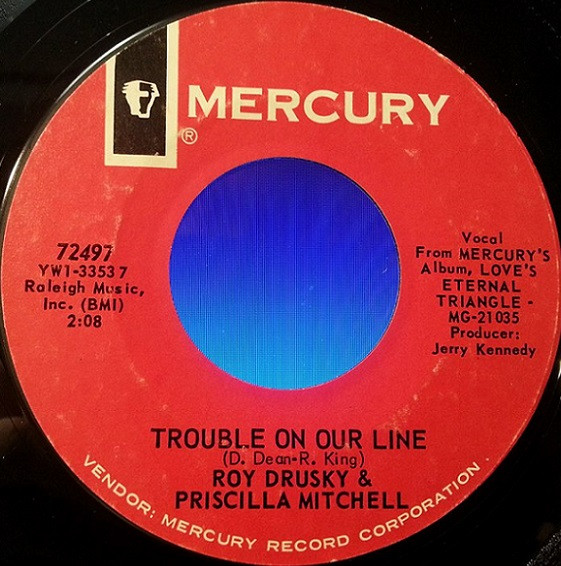 MERCURY
®
72497
YW1-33537
Raleigh Music,
Inc. (BMI)
2:08
Vocal
From MERCURY'S
Album, LOVE'S
ETERNAL
TRIANGLE -
MG-21035
Producer:
Jerry Kennedy
TROUBLE ON OUR LINE
(D. Dean-R. King)
ROY DRUSKY &
PRISCILLA MITCHELL
VENDOR: MERCURY RECORD CORPORATION